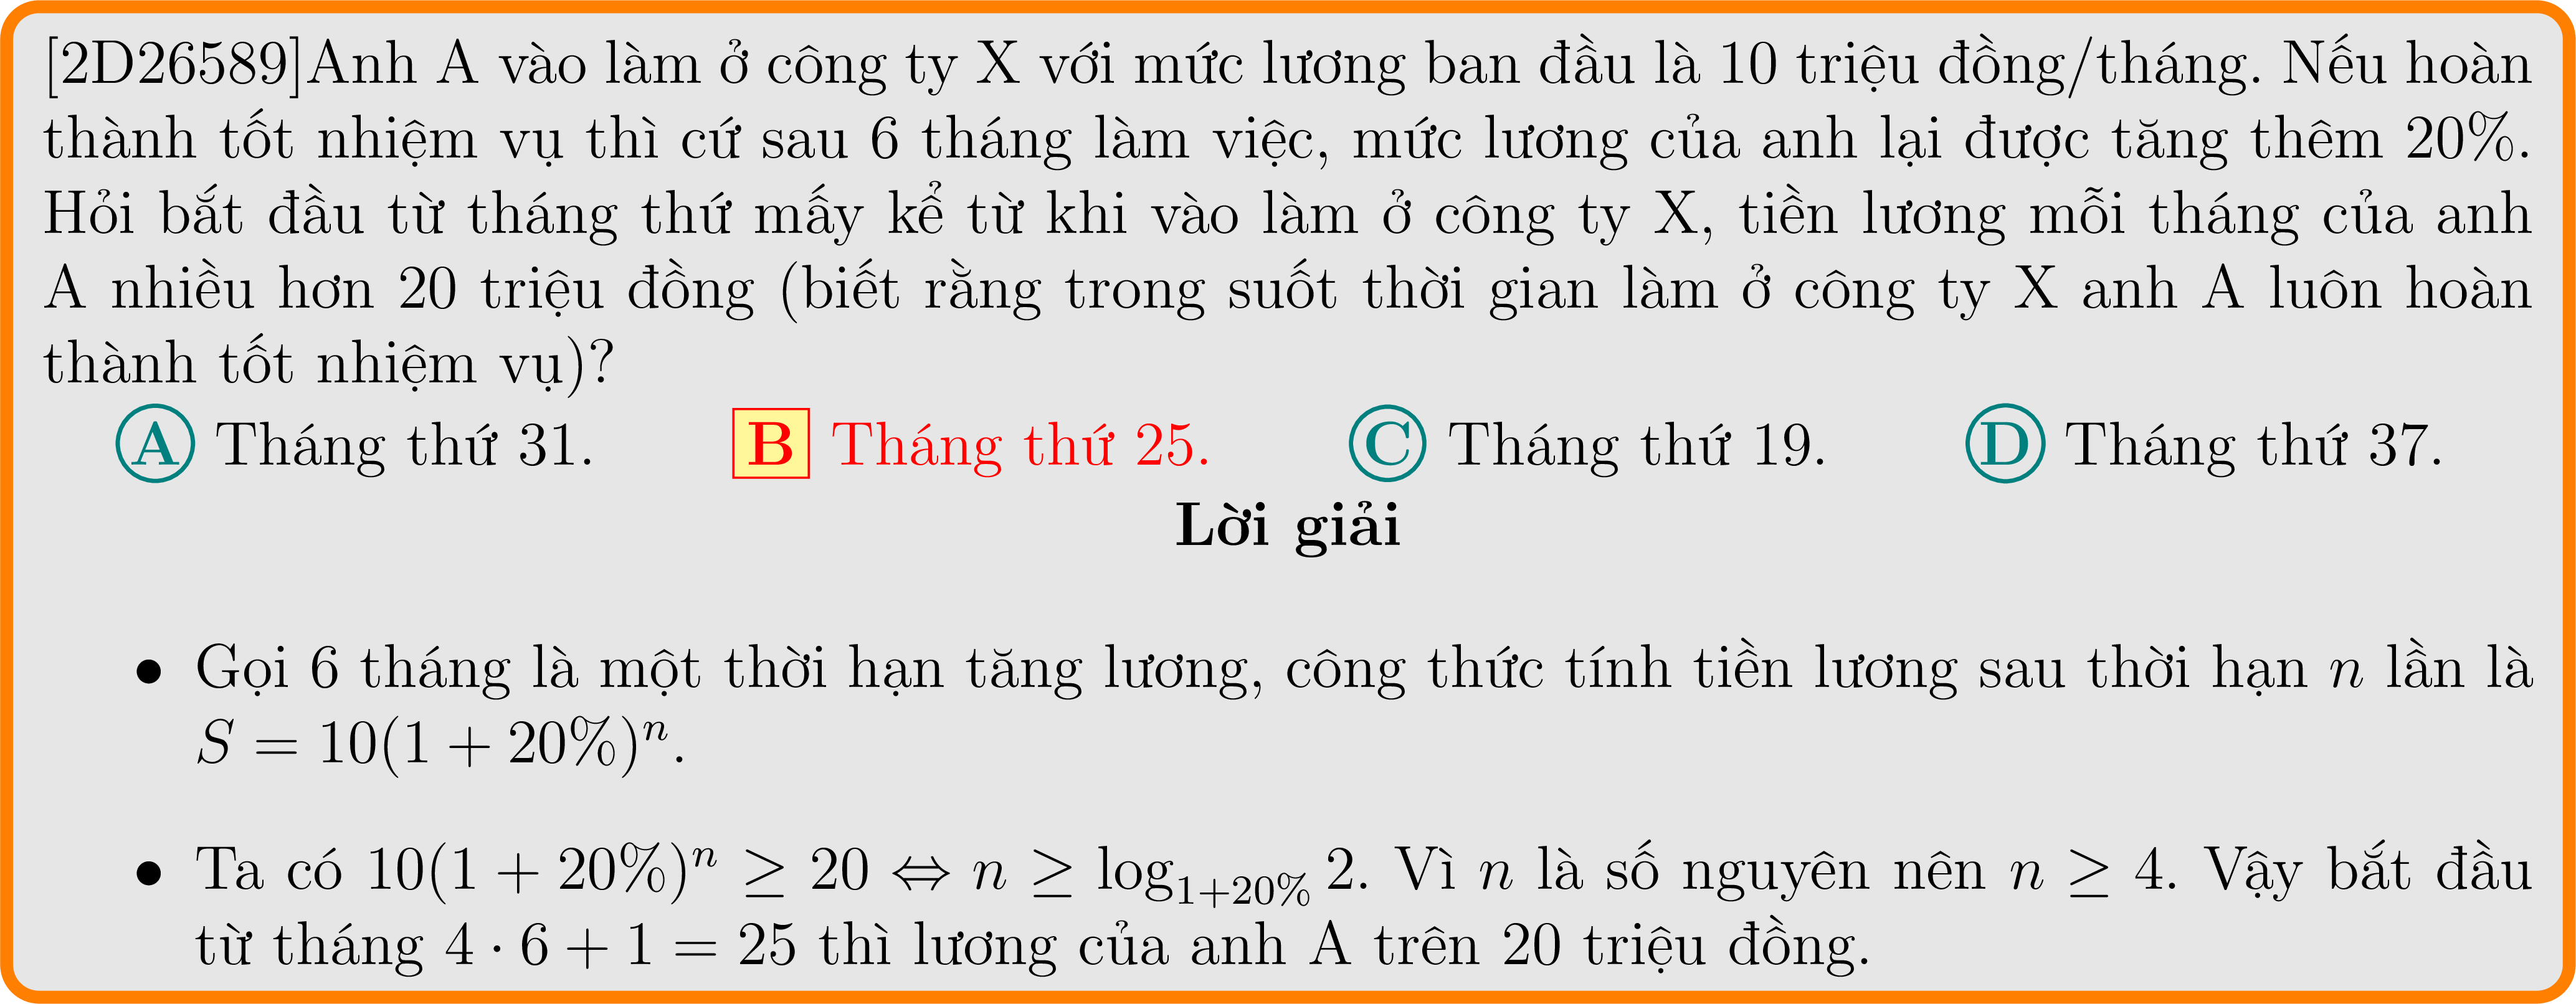 [2D26589]Anh A vào làm ở công ty X với mức lương ban đầu là 10 triệu đồng/tháng. Nếu hoàn
thành tốt nhiệm vụ thì cứ sau 6 tháng làm việc, mức lương của anh lại được tăng thêm 20%.
Hỏi bắt đầu từ tháng thứ mấy kể từ khi vào làm ở công ty X, tiền lương mỗi tháng của anh
A nhiều hơn 20 triệu đồng (biết rằng trong suốt thời gian làm ở công ty X anh A luôn hoàn
thành tốt nhiệm vụ)?
A Tháng thứ 31. B Tháng thứ 25. C Tháng thứ 19. D Tháng thứ 37.
Lời giải
• Gọi 6 tháng là một thời hạn tăng lương, công thức tính tiền lương sau thời hạn n lần là
S = 10(1 + 20%)ⁿ.
• Ta có 10(1 + 20%)ⁿ ≥ 20 ⇔ n ≥ log₁₊₂₀% 2. Vì n là số nguyên nên n ≥ 4. Vậy bắt đầu
từ tháng 4 · 6 + 1 = 25 thì lương của anh A trên 20 triệu đồng.